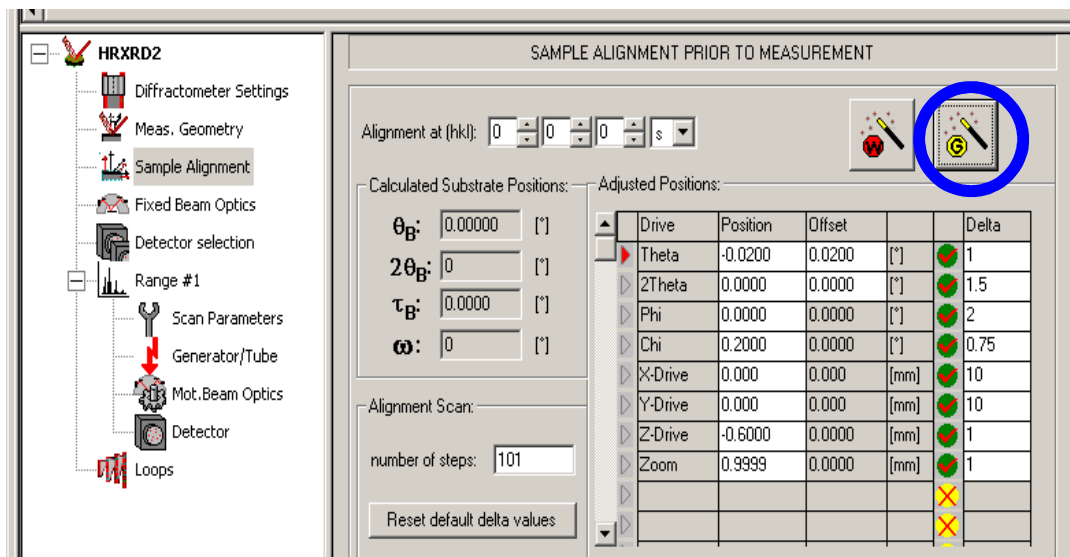 HRXRD2
Diffractometer Settings
Meas. Geometry
Sample Alignment
Fixed Beam Optics
Detector selection
Range #1
Scan Parameters
Generator/Tube
Mot.Beam Optics
Detector
Loops
SAMPLE ALIGNMENT PRIOR TO MEASUREMENT
Alignment at (hkl): 0 0 0 s
W
G
Calculated Substrate Positions:
θB: 0.00000 [°]
2θB: 0 [°]
τB: 0.0000 [°]
ω: 0 [°]
Alignment Scan:
number of steps: 101
Reset default delta values
Adjusted Positions:
Drive Position Offset Delta
Theta -0.0200 0.0200 [°] 1
2Theta 0.0000 0.0000 [°] 1.5
Phi 0.0000 0.0000 [°] 2
Chi 0.2000 0.0000 [°] 0.75
X-Drive 0.000 0.000 [mm] 10
Y-Drive 0.000 0.000 [mm] 10
Z-Drive -0.6000 0.0000 [mm] 1
Zoom 0.9999 0.0000 [mm] 1